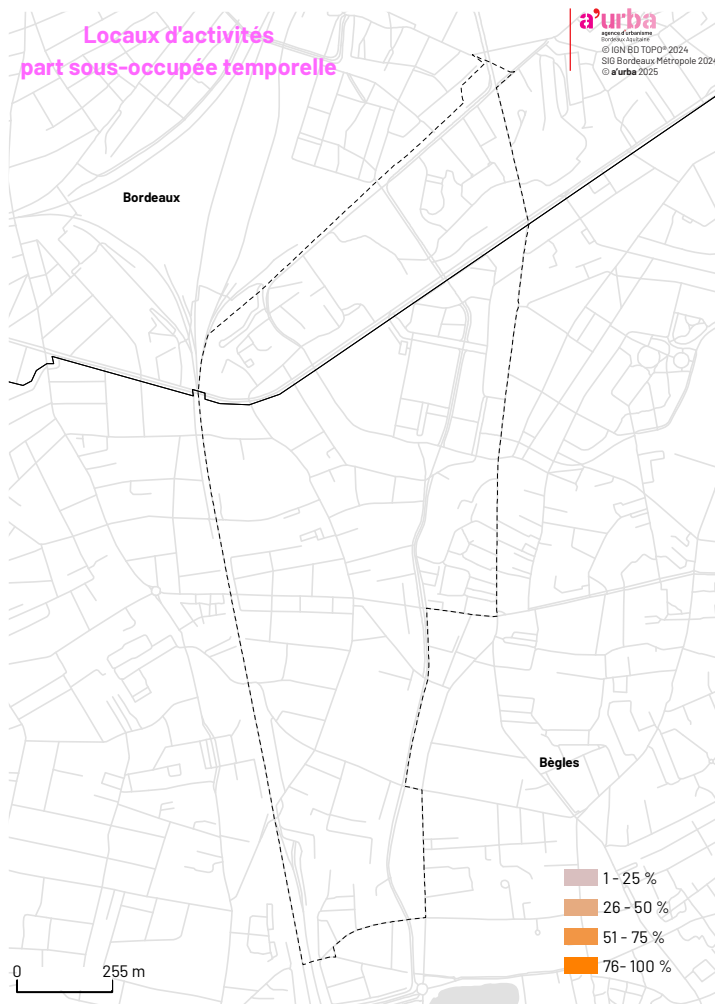 Locaux d'activités
part sous-occupée temporelle
a'urba
agence d'urbanisme
Bordeaux Aquitaine
© IGN BD TOPO® 2024
SIG Bordeaux Métropole 2024
© a'urba 2025
Bordeaux
Bègles
1 - 25 %
26 - 50 %
51 - 75 %
76- 100 %
0 255 m